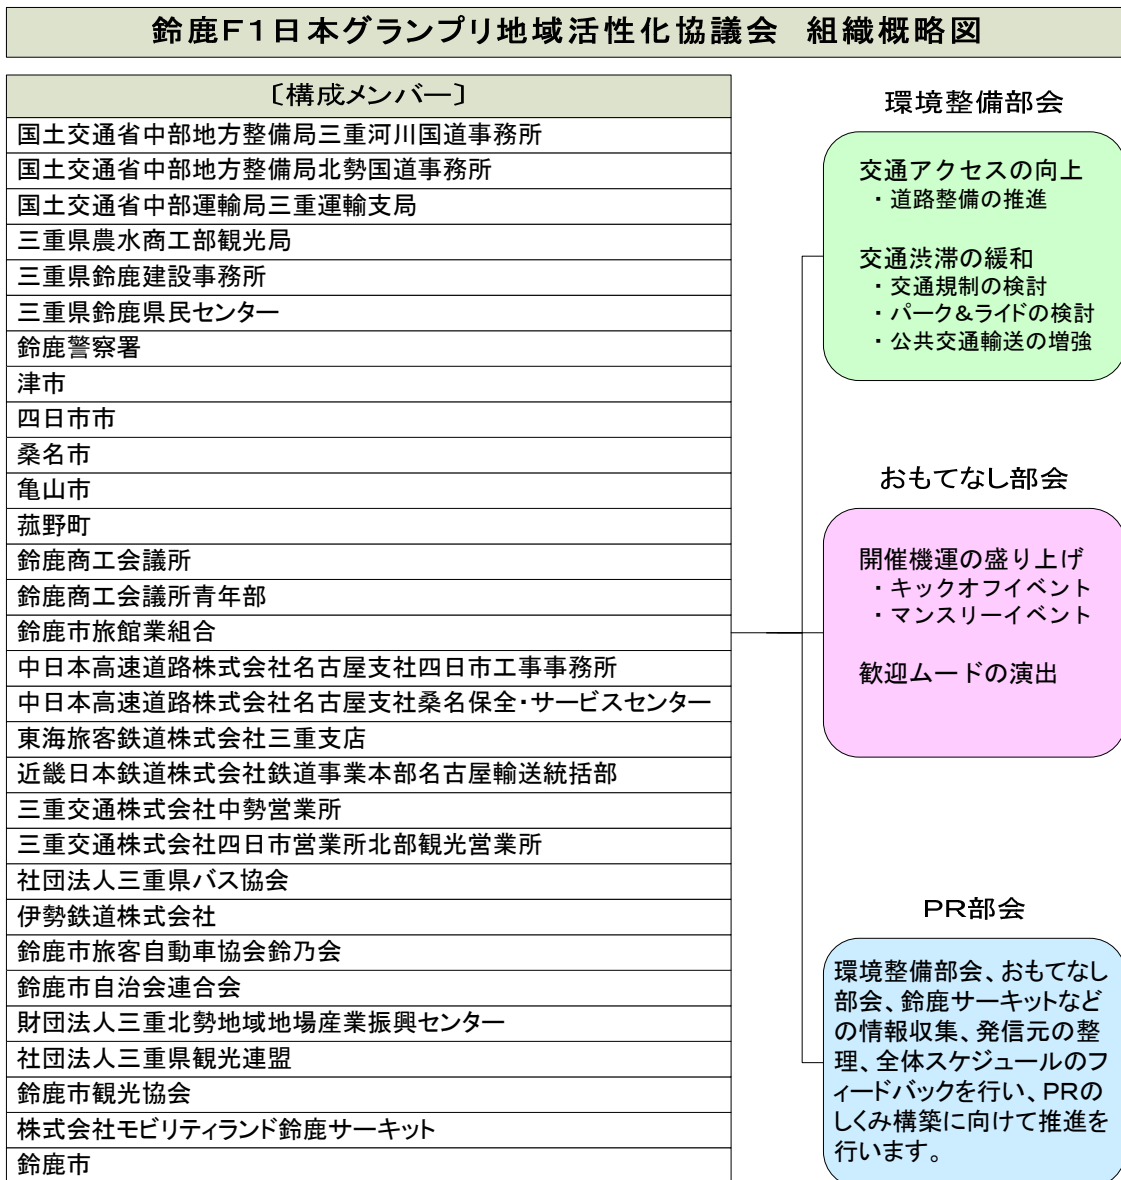 鈴鹿F1日本グランプリ地域活性化協議会　組織概略図
〔構成メンバー〕
国土交通省中部地方整備局三重河川国道事務所
国土交通省中部地方整備局北勢国道事務所
国土交通省中部運輸局三重運輸支局
三重県農水商工部観光局
三重県鈴鹿建設事務所
三重県鈴鹿県民センター
鈴鹿警察署
津市
四日市市
桑名市
亀山市
菰野町
鈴鹿商工会議所
鈴鹿商工会議所青年部
鈴鹿市旅館業組合
中日本高速道路株式会社名古屋支社四日市工事事務所
中日本高速道路株式会社名古屋支社桑名保全・サービスセンター
東海旅客鉄道株式会社三重支店
近畿日本鉄道株式会社鉄道事業本部名古屋輸送統括部
三重交通株式会社中勢営業所
三重交通株式会社四日市営業所北部観光営業所
社団法人三重県バス協会
伊勢鉄道株式会社
鈴鹿市旅客自動車協会鈴乃会
鈴鹿市自治会連合会
財団法人三重北勢地域地場産業振興センター
社団法人三重県観光連盟
鈴鹿市観光協会
株式会社モビリティランド鈴鹿サーキット
鈴鹿市
環境整備部会
交通アクセスの向上
・道路整備の推進
交通渋滞の緩和
・交通規制の検討
・パーク&ライドの検討
・公共交通輸送の増強
おもてなし部会
開催機運の盛り上げ
・キックオフイベント
・マンスリーイベント
歓迎ムードの演出
PR部会
環境整備部会、おもてなし
部会、鈴鹿サーキットなど
の情報収集、発信元の整
理、全体スケジュールのフ
ィードバックを行い、PRの
しくみ構築に向けて推進を
行います。